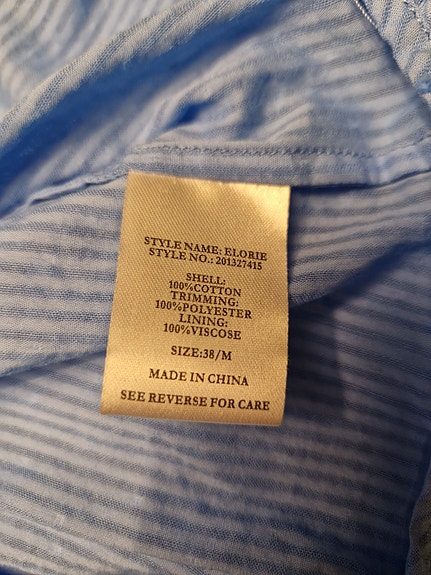 STYLE NAME: ELORIE
STYLE NO.: 201327415
SHELL:
100%COTTON
TRIMMING:
100%POLYESTER
LINING:
100%VISCOSE
SIZE:38/M
MADE IN CHINA
SEE REVERSE FOR CARE